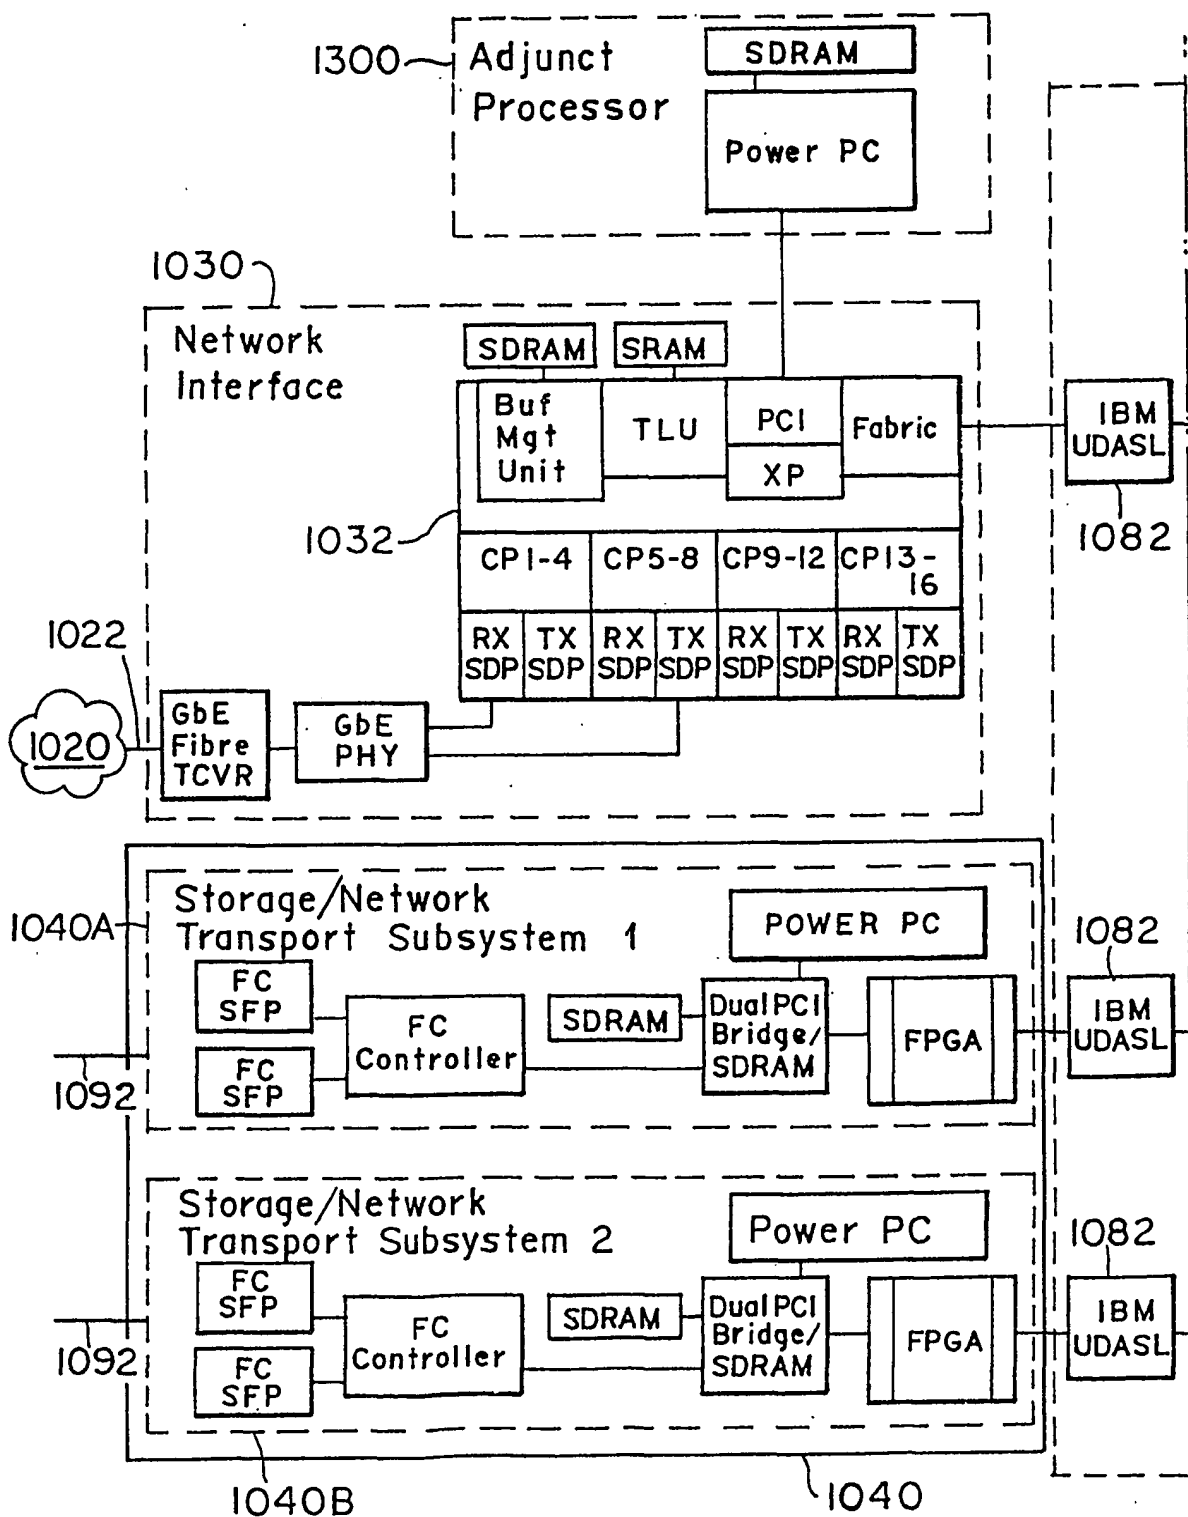 1300
Adjunct
Processor
SDRAM
Power PC
1030
Network
Interface
SDRAM
SRAM
Buf
Mgt
Unit
TLU
PCI
XP
Fabric
IBM
UDASL
1082
1032
CP1-4
CP5-8
CP9-12
CP13-
16
RX
SDP
TX
SDP
RX
SDP
TX
SDP
RX
SDP
TX
SDP
RX
SDP
TX
SDP
1022
1020
GbE
Fibre
TCVR
GbE
PHY
Storage/Network
Transport Subsystem 1
1040A
POWER PC
FC
SFP
FC
SFP
FC
Controller
SDRAM
Dual PCI
Bridge/
SDRAM
FPGA
1082
IBM
UDASL
1092
Storage/Network
Transport Subsystem 2
Power PC
FC
SFP
FC
SFP
FC
Controller
SDRAM
Dual PCI
Bridge/
SDRAM
FPGA
1082
IBM
UDASL
1092
1040B
1040